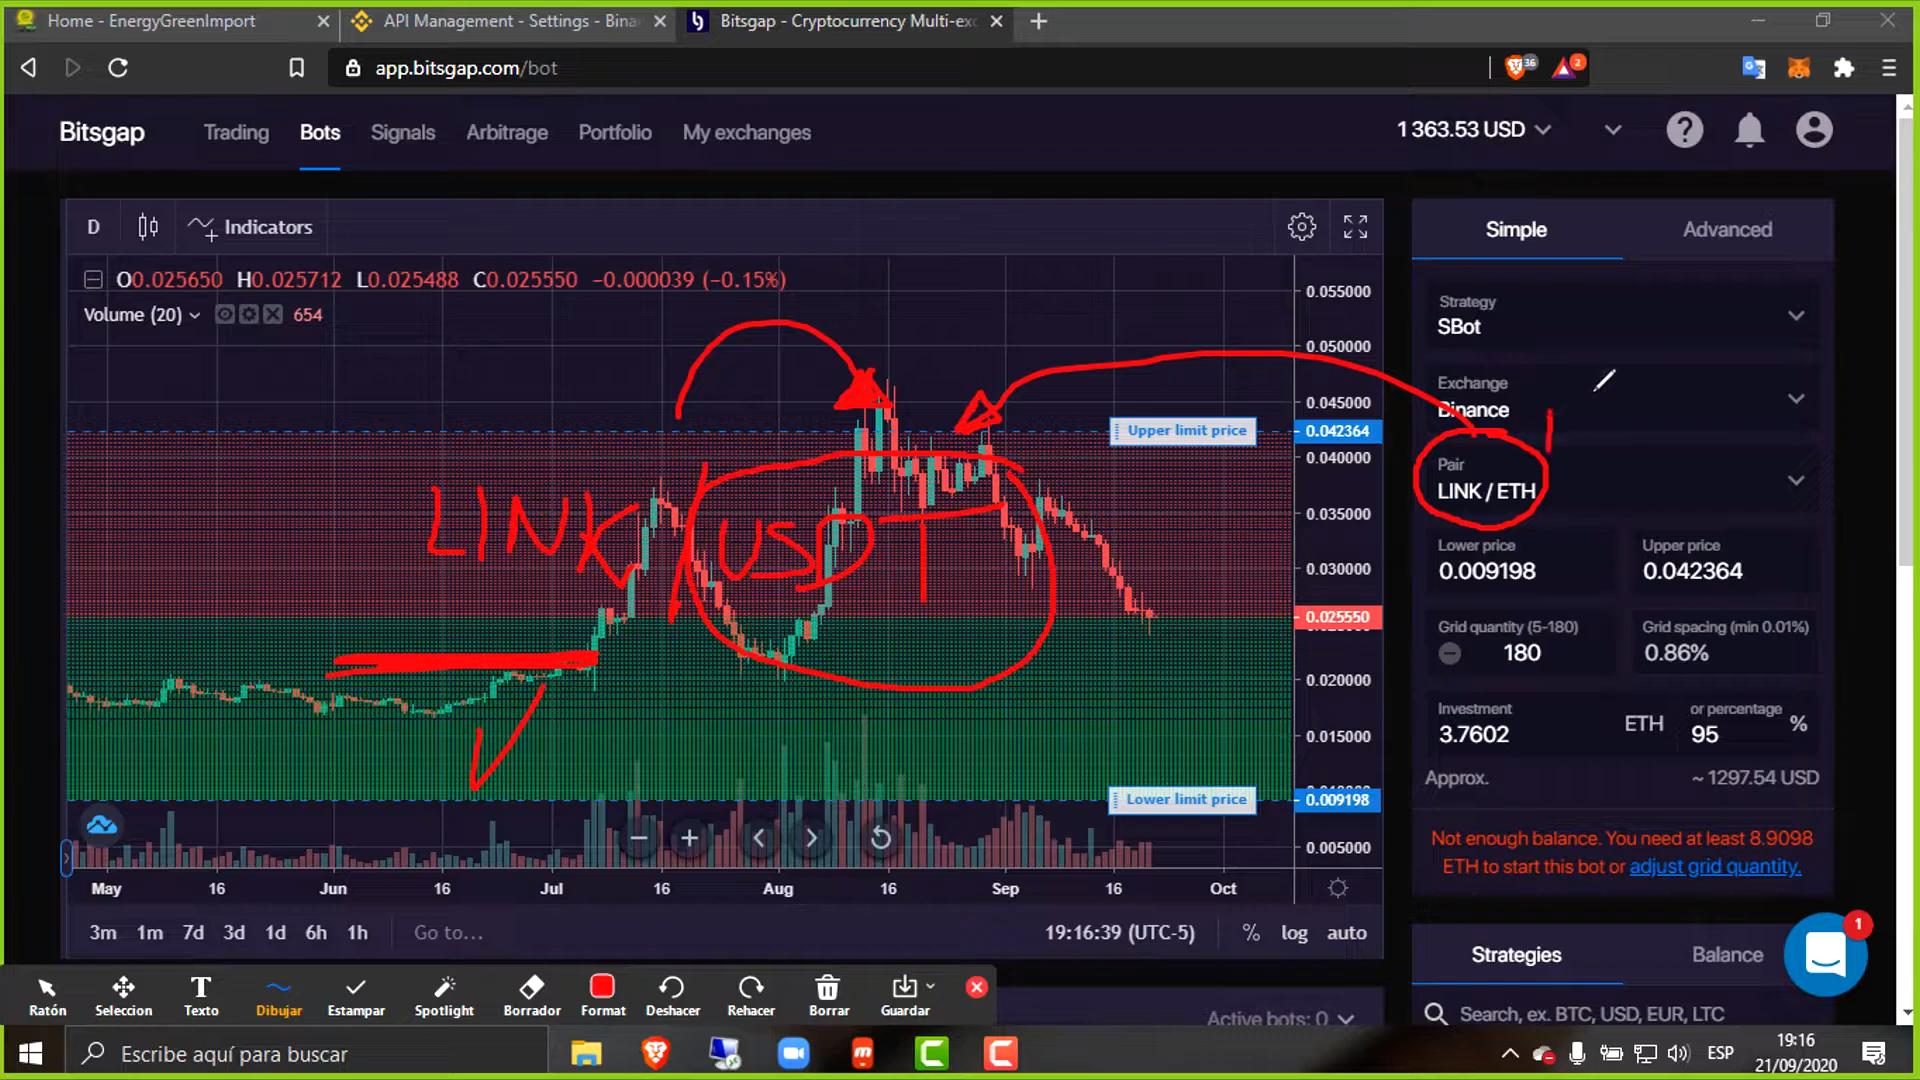 Home - EnergyGreenImport
API Management - Settings - Bina
Bitsgap - Cryptocurrency Multi-exc
app.bitsgap.com/bot
36
2
Bitsgap
Trading
Bots
Signals
Arbitrage
Portfolio
My exchanges
1 363.53 USD
D
Indicators
O0.025650 H0.025712 L0.025488 C0.025550 −0.000039 (−0.15%)
Volume (20)
654
LINK / USDT
Upper limit price
Lower limit price
0.055000
0.050000
0.045000
0.042364
0.040000
0.035000
0.030000
0.025550
0.020000
0.015000
0.009198
0.005000
May
16
Jun
16
Jul
16
Aug
16
Sep
16
Oct
3m
1m
7d
3d
1d
6h
1h
Go to...
19:16:39 (UTC-5)
%
log
auto
Simple
Advanced
Strategy
SBot
Exchange
Binance
Pair
LINK / ETH
Lower price
0.009198
Upper price
0.042364
Grid quantity (5-180)
180
Grid spacing (min 0.01%)
0.86%
Investment
3.7602
ETH
or percentage
95
%
Approx.
~ 1297.54 USD
Not enough balance. You need at least 8.9098
ETH to start this bot or adjust grid quantity.
Strategies
Balance
1
Search, ex. BTC, USD, EUR, LTC
Active bots: 0
Ratón
Seleccion
Texto
Dibujar
Estampar
Spotlight
Borrador
Format
Deshacer
Rehacer
Borrar
Guardar
Escribe aquí para buscar
ESP
19:16
21/09/2020